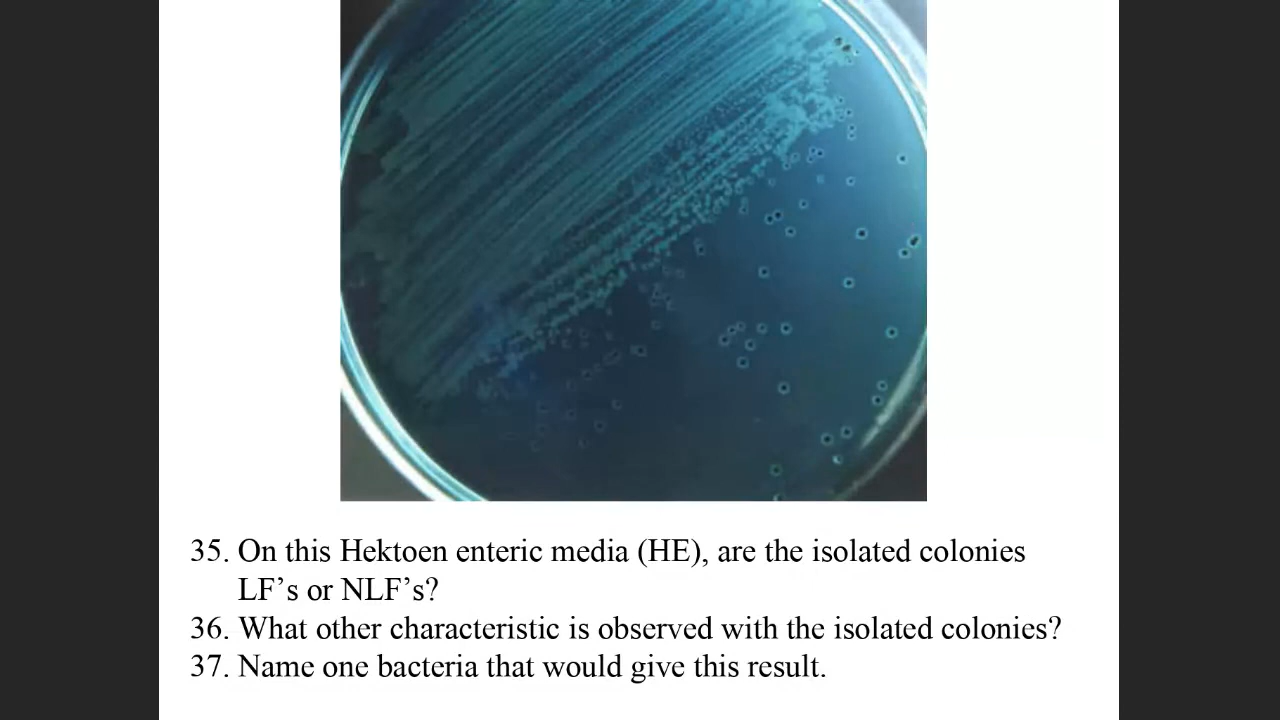 35. On this Hektoen enteric media (HE), are the isolated colonies
LF’s or NLF’s?
36. What other characteristic is observed with the isolated colonies?
37. Name one bacteria that would give this result.